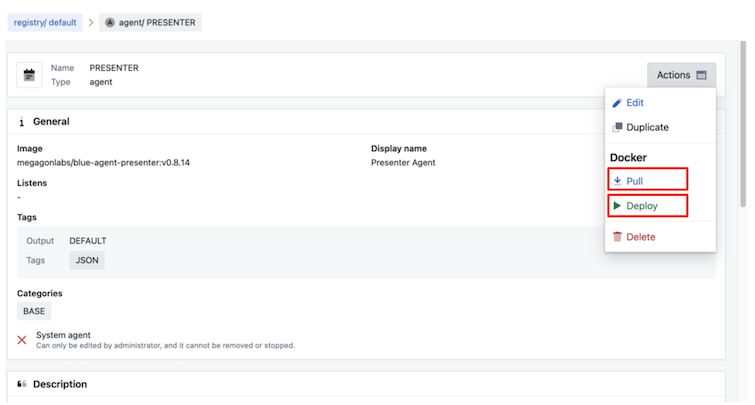 registry/ default > A agent/ PRESENTER
Name PRESENTER
Type agent
Actions
Edit
Duplicate
Docker
Pull
Deploy
Delete
i General
Image
megagonlabs/blue-agent-presenter:v0.8.14
Display name
Presenter Agent
Listens
-
Tags
Output DEFAULT
Tags JSON
Categories
BASE
System agent
Can only be edited by administrator, and it cannot be removed or stopped.
Description